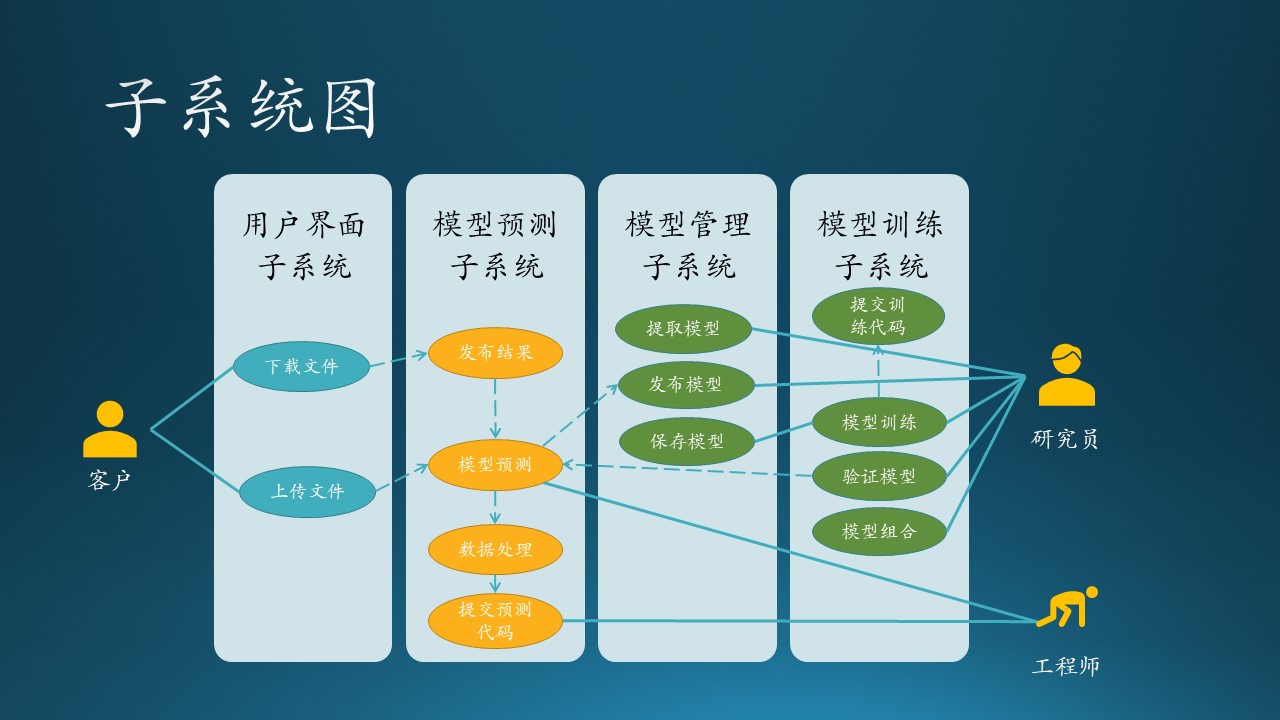 子系统图
用户界面
子系统
下载文件
上传文件
模型预测
子系统
发布结果
模型预测
数据处理
提交预测
代码
模型管理
子系统
提取模型
发布模型
保存模型
模型训练
子系统
提交训
练代码
模型训练
验证模型
模型组合
客户
研究员
工程师